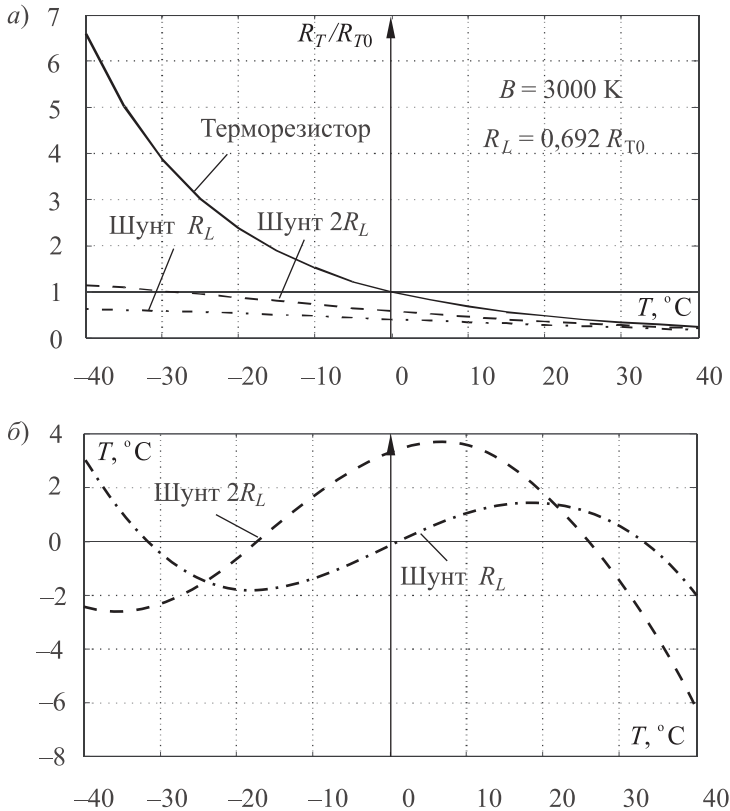 а)
7
R_T/R_T0
6
B = 3000 K
5
Терморезистор
R_L = 0,692 R_T0
4
3
Шунт R_L
Шунт 2R_L
2
1
T, °C
0
–40 –30 –20 –10 0 10 20 30 40
б)
4
T, °C
2
Шунт 2R_L
0
Шунт R_L
–2
–4
–6
T, °C
–8
–40 –30 –20 –10 0 10 20 30 40